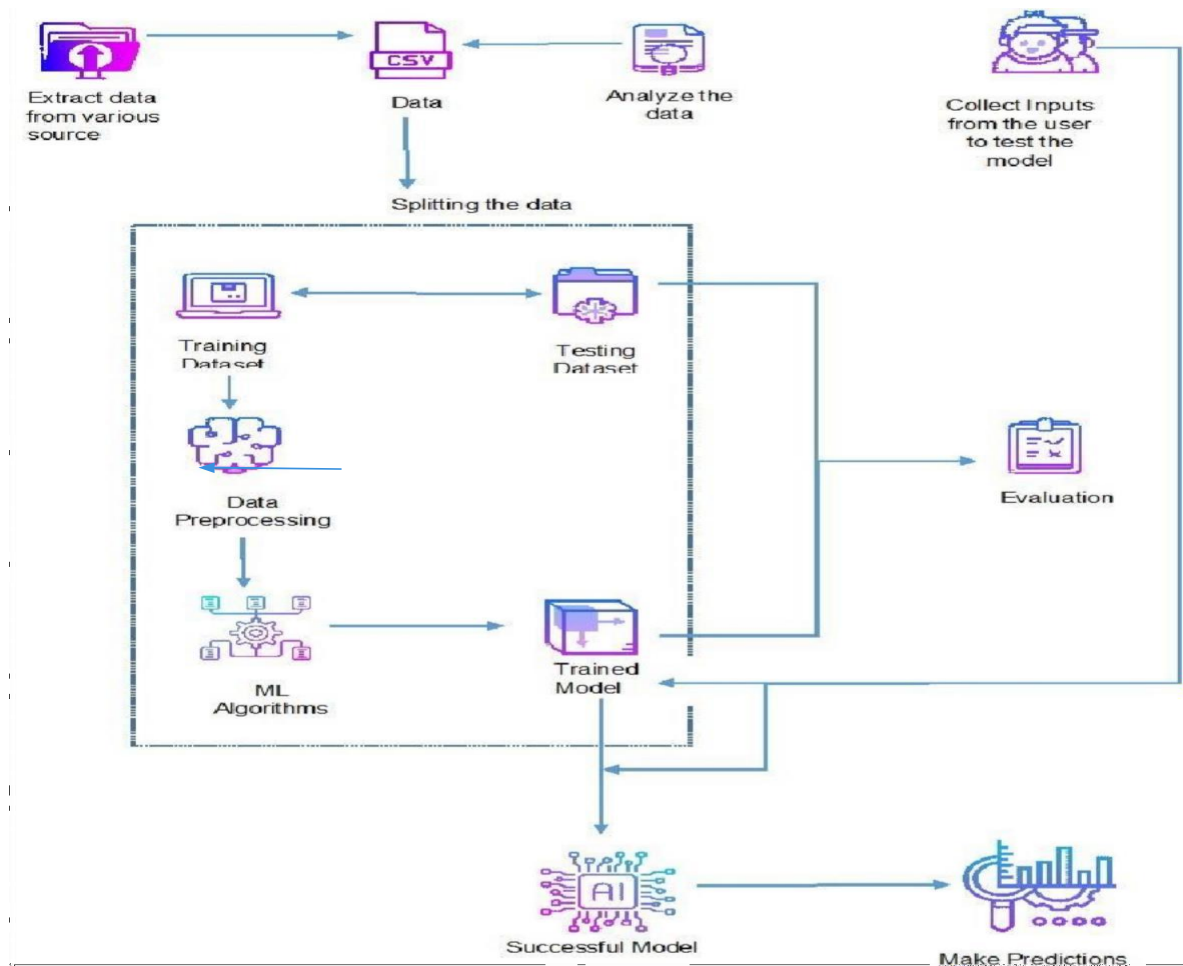 CSV
Extract data
from various
source
Data
Analyze the
data
Collect Inputs
from the user
to test the
model
Splitting the data
Training
Dataset
Testing
Dataset
Data
Preprocessing
Evaluation
ML
Algorithms
Trained
Model
AI
Successful Model
Make Predictions